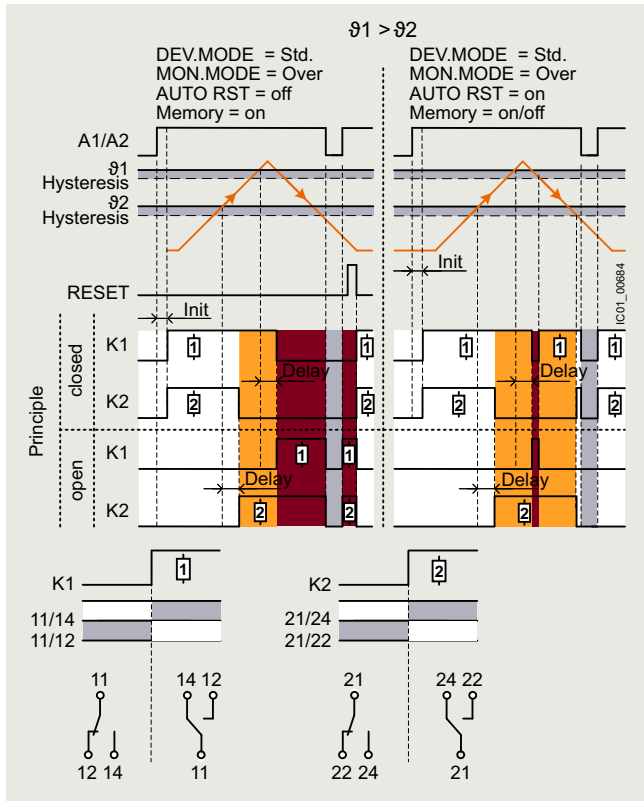 ϑ1 > ϑ2
DEV.MODE = Std.
MON.MODE = Over
AUTO RST = off
Memory = on
DEV.MODE = Std.
MON.MODE = Over
AUTO RST = on
Memory = on/off
A1/A2
ϑ1
Hysteresis
ϑ2
Hysteresis
Init
Init
RESET
IC01_00684
Principle
closed
open
K1
1
1
1
1
1
Delay
Delay
K2
2
2
2
2
K1
1
1
Delay
Delay
K2
2
2
2
K1
1
11/14
11/12
K2
2
21/24
21/22
11
14 12
12 14
11
21
24 22
22 24
21